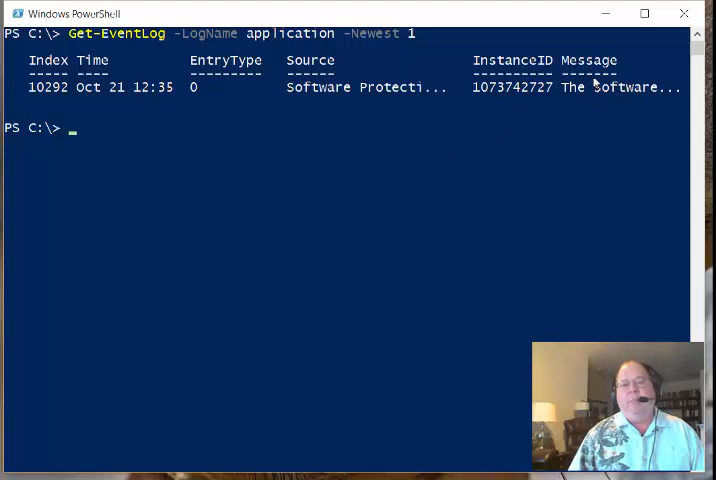 Windows PowerShell
PS C:\> Get-EventLog -LogName application -Newest 1
Index Time EntryType Source InstanceID Message
----- ---- --------- ------ ---------- -------
10292 Oct 21 12:35 0 Software Protecti... 1073742727 The Software...
PS C:\> _